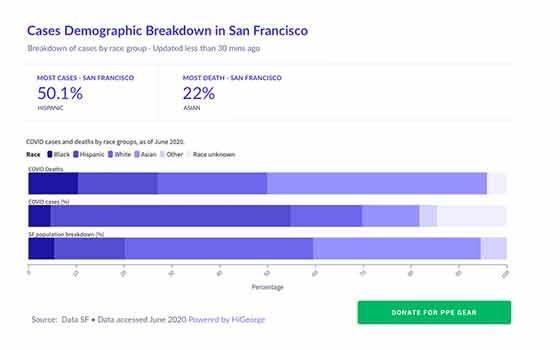 Cases Demographic Breakdown in San Francisco
Breakdown of cases by race group - Updated less than 30 mins ago
MOST CASES - SAN FRANCISCO
50.1%
HISPANIC
MOST DEATH - SAN FRANCISCO
22%
ASIAN
COVID cases and deaths by race groups, as of June 2020.
Race Black Hispanic White Asian Other Race unknown
COVID Deaths
COVID cases (%)
SF population breakdown (%)
0 10 20 30 40 50 60 70 80 90 100
Percentage
DONATE FOR PPE GEAR
Source: Data SF • Data accessed June 2020 Powered by HiGeorge